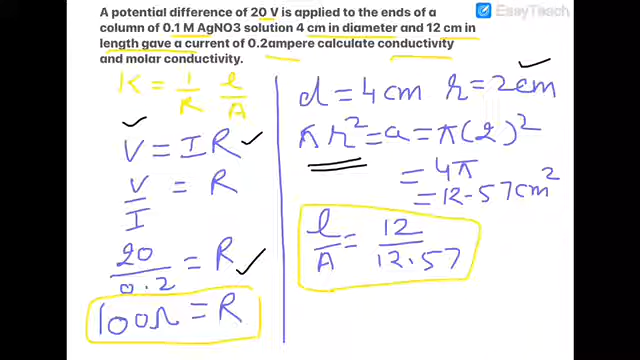 EasyTeach
A potential difference of 20 V is applied to the ends of a
column of 0.1 M AgNO3 solution 4 cm in diameter and 12 cm in
length gave a current of 0.2ampere calculate conductivity
and molar conductivity.
K = 1/R l/A
V = IR
V/I = R
20/0.2 = R
100Ω = R
d = 4cm r = 2cm
πr² = a = π(2)²
= 4π
= 12.57cm²
l/A = 12/12.57